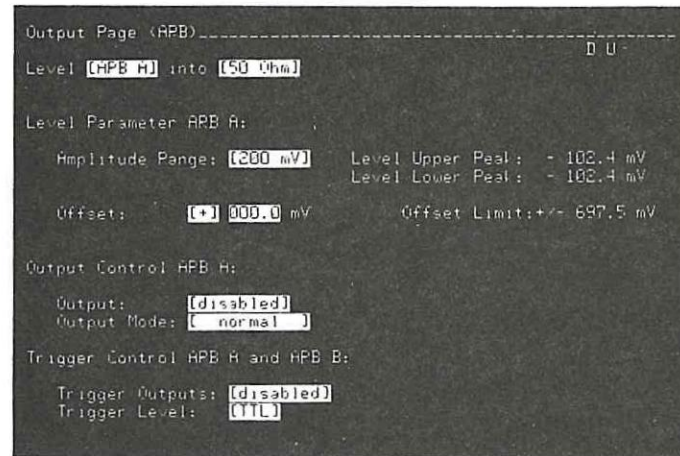 Output Page (ARB)
D U
Level [ARB A] into [50 Ohm]
Level Parameter ARB A:
Amplitude Range: [200 mV] Level Upper Peak: - 102.4 mV
Level Lower Peak: - 102.4 mV
Offset: [+] 000.0 mV Offset Limit:+/- 697.5 mV
Output Control ARB A:
Output: [disabled]
Output Mode: [ normal ]
Trigger Control ARB A and ARB B:
Trigger Outputs: [disabled]
Trigger Level: [TTL]